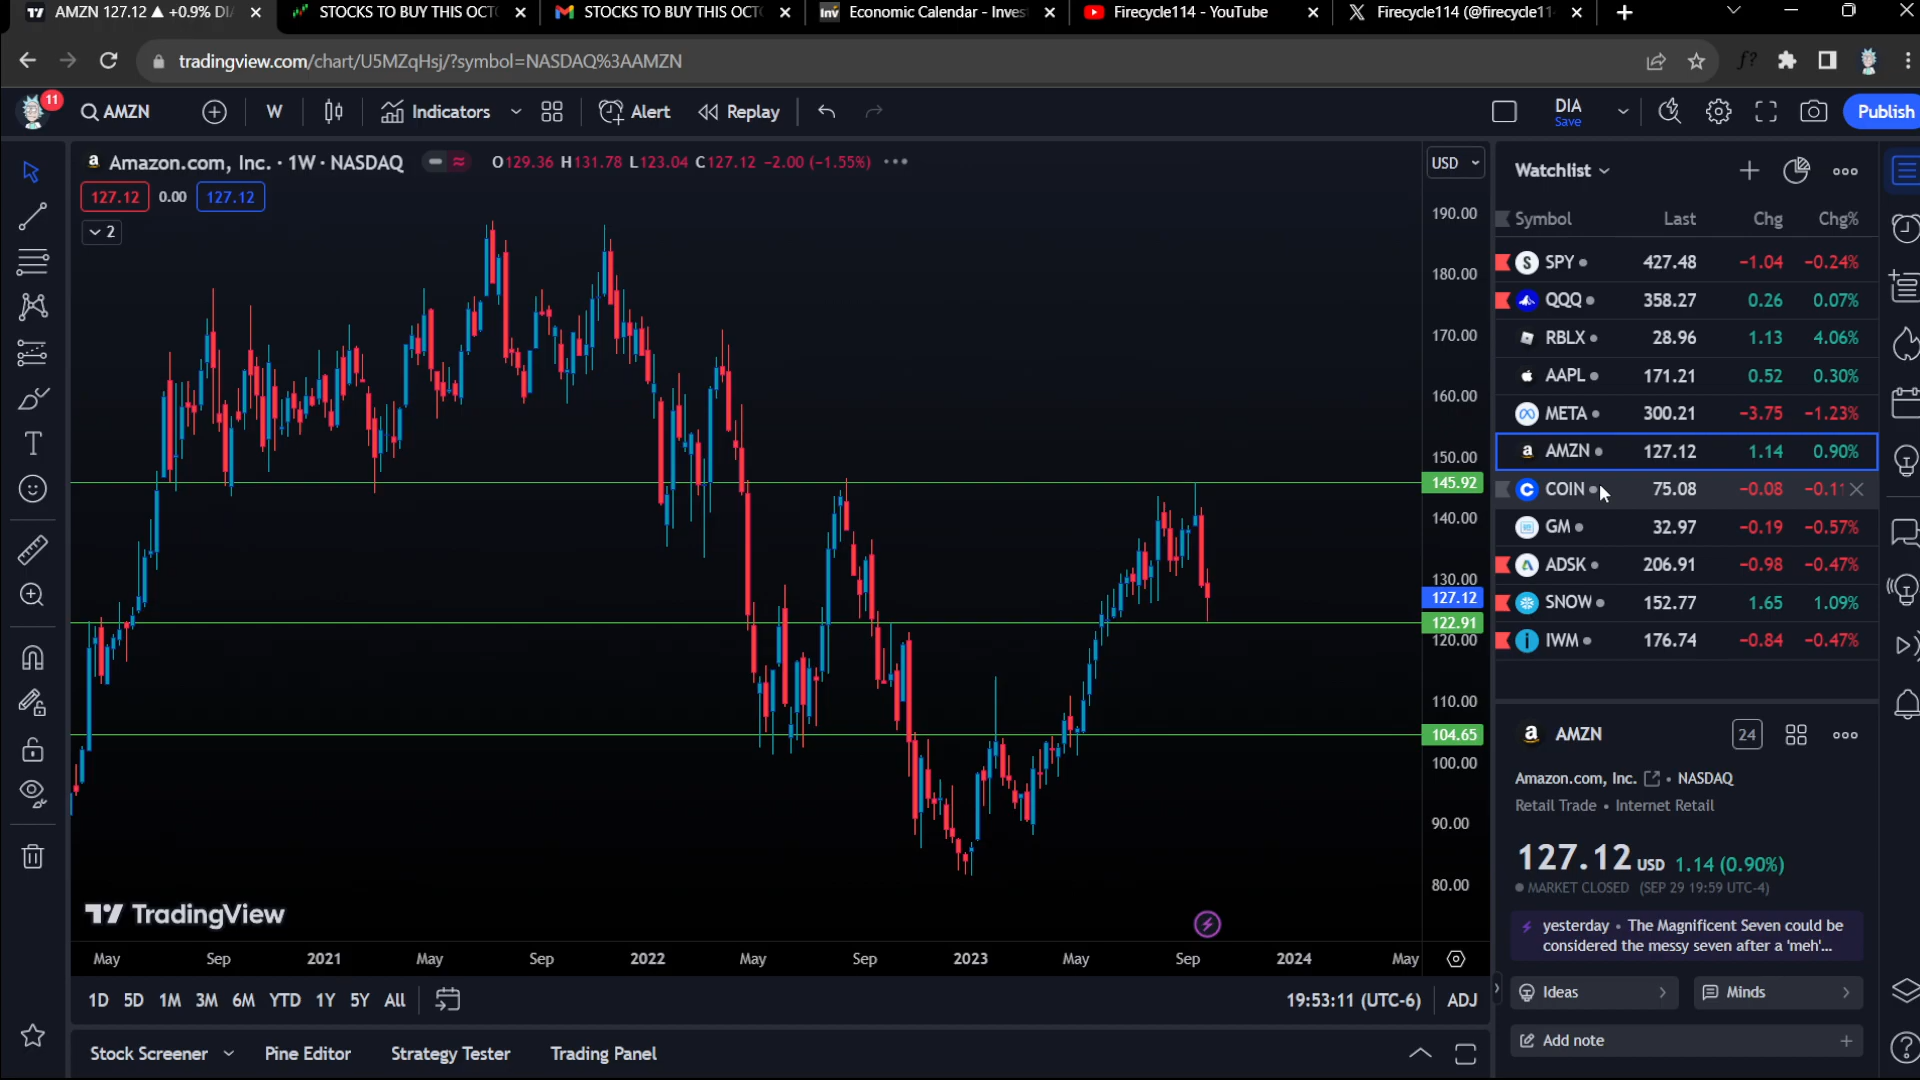 AMZN 127.12 ▲ +0.9% DI
STOCKS TO BUY THIS OCT
STOCKS TO BUY THIS OCT
Inv Economic Calendar - Inves
Firecycle114 - YouTube
Firecycle114 (@firecycle11
tradingview.com/chart/U5MZqHsj/?symbol=NASDAQ%3AAMZN
11
AMZN
W
Indicators
Alert
Replay
DIA
Save
Publish
Amazon.com, Inc. · 1W · NASDAQ
O129.36 H131.78 L123.04 C127.12 -2.00 (-1.55%)
127.12 0.00 127.12
2
USD
190.00
180.00
170.00
160.00
150.00
145.92
140.00
130.00
127.12
122.91
120.00
110.00
104.65
100.00
90.00
80.00
TradingView
May Sep 2021 May Sep 2022 May Sep 2023 May Sep 2024 May
1D 5D 1M 3M 6M YTD 1Y 5Y All
19:53:11 (UTC-6) ADJ
Stock Screener Pine Editor Strategy Tester Trading Panel
Watchlist
Symbol Last Chg Chg%
SPY 427.48 -1.04 -0.24%
QQQ 358.27 0.26 0.07%
RBLX 28.96 1.13 4.06%
AAPL 171.21 0.52 0.30%
META 300.21 -3.75 -1.23%
AMZN 127.12 1.14 0.90%
COIN 75.08 -0.08 -0.11
GM 32.97 -0.19 -0.57%
ADSK 206.91 -0.98 -0.47%
SNOW 152.77 1.65 1.09%
IWM 176.74 -0.84 -0.47%
AMZN
24
Amazon.com, Inc. · NASDAQ
Retail Trade • Internet Retail
127.12 USD 1.14 (0.90%)
MARKET CLOSED (SEP 29 19:59 UTC-4)
yesterday · The Magnificent Seven could be
considered the messy seven after a 'meh'...
Ideas
Minds
Add note